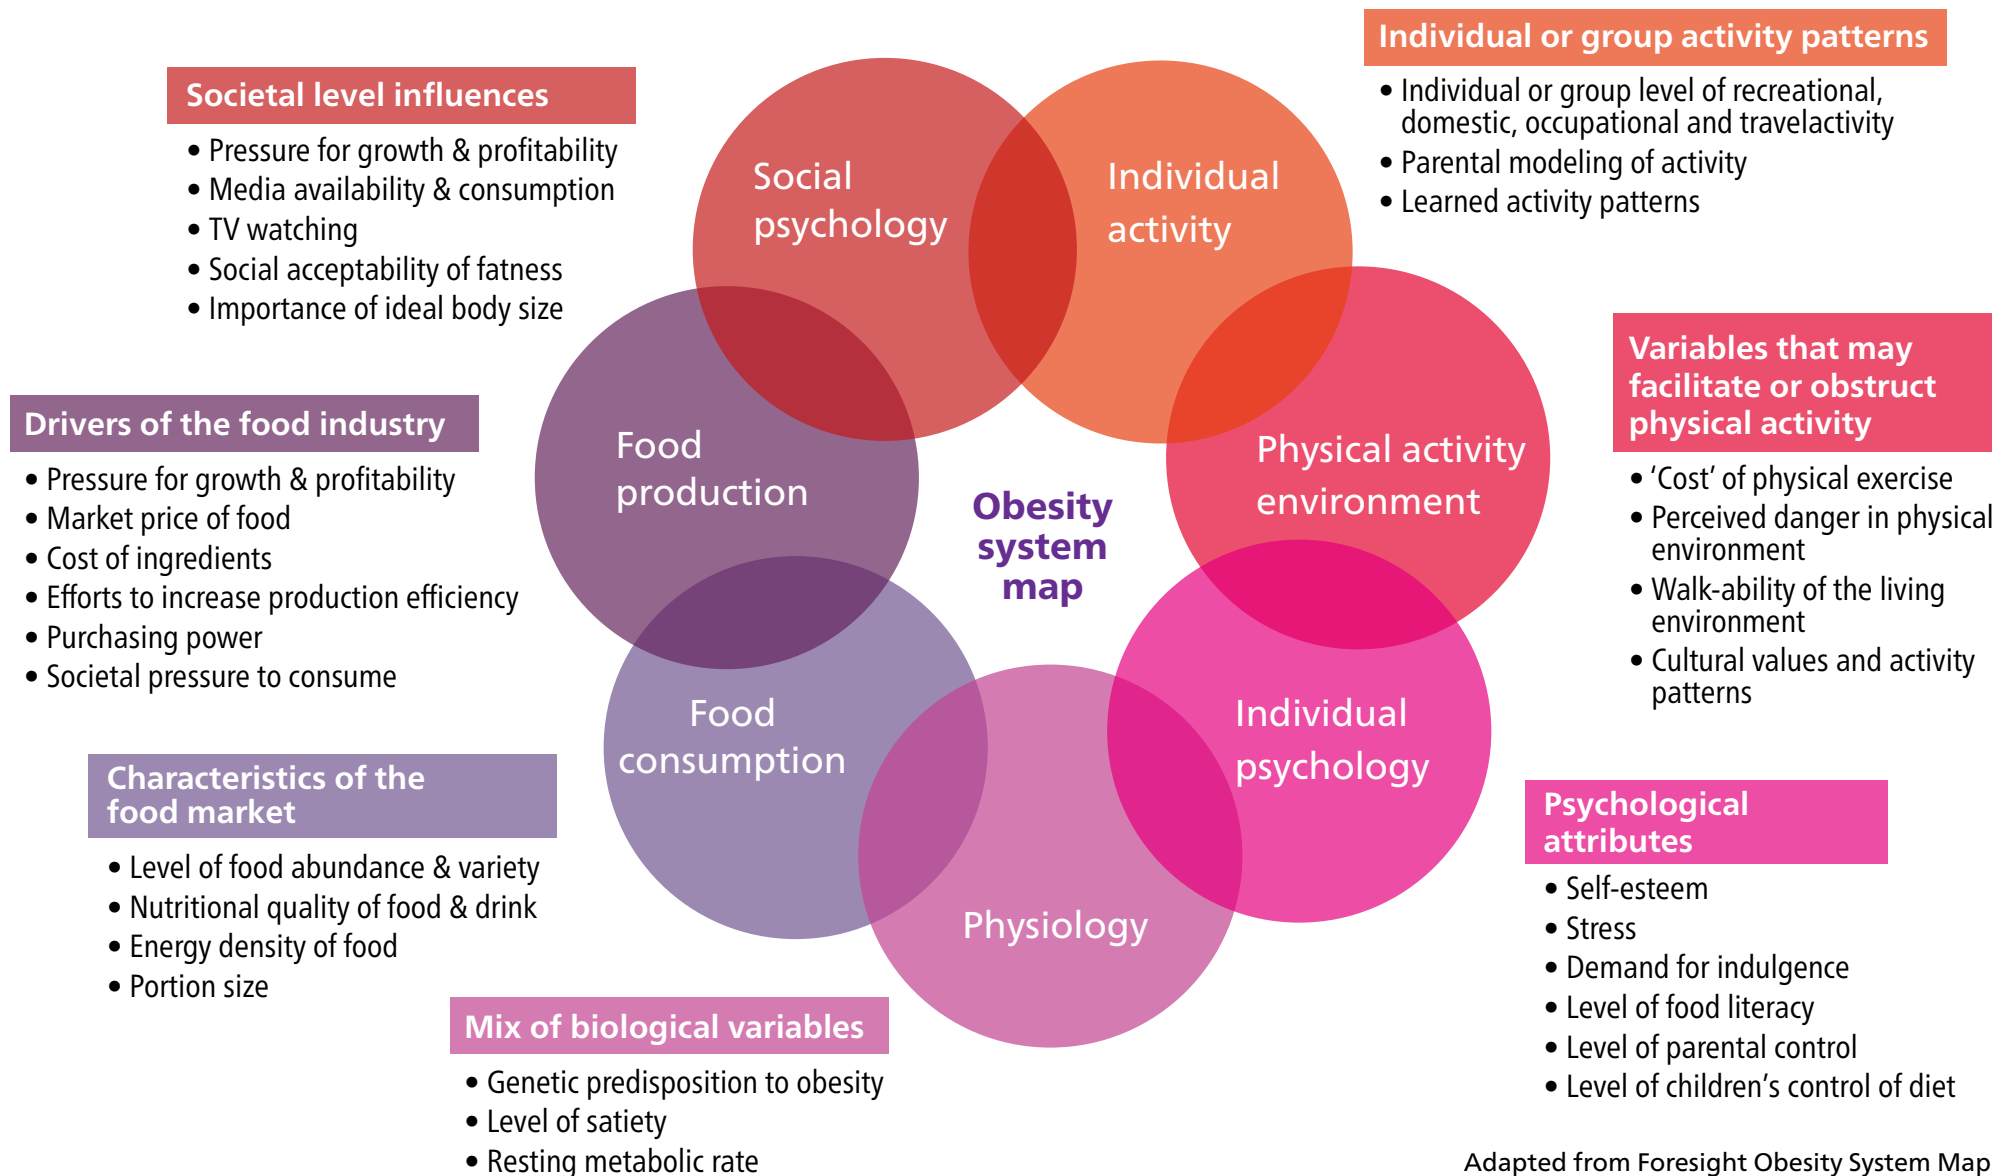 Societal level influences
• Pressure for growth & profitability
• Media availability & consumption
• TV watching
• Social acceptability of fatness
• Importance of ideal body size
Individual or group activity patterns
• Individual or group level of recreational,
domestic, occupational and travelactivity
• Parental modeling of activity
• Learned activity patterns
Social
psychology
Individual
activity
Drivers of the food industry
• Pressure for growth & profitability
• Market price of food
• Cost of ingredients
• Efforts to increase production efficiency
• Purchasing power
• Societal pressure to consume
Food
production
Obesity
system
map
Physical activity
environment
Variables that may
facilitate or obstruct
physical activity
• ‘Cost’ of physical exercise
• Perceived danger in physical
environment
• Walk-ability of the living
environment
• Cultural values and activity
patterns
Food
consumption
Individual
psychology
Physiology
Characteristics of the
food market
• Level of food abundance & variety
• Nutritional quality of food & drink
• Energy density of food
• Portion size
Psychological
attributes
• Self-esteem
• Stress
• Demand for indulgence
• Level of food literacy
• Level of parental control
• Level of children’s control of diet
Mix of biological variables
• Genetic predisposition to obesity
• Level of satiety
• Resting metabolic rate
Adapted from Foresight Obesity System Map